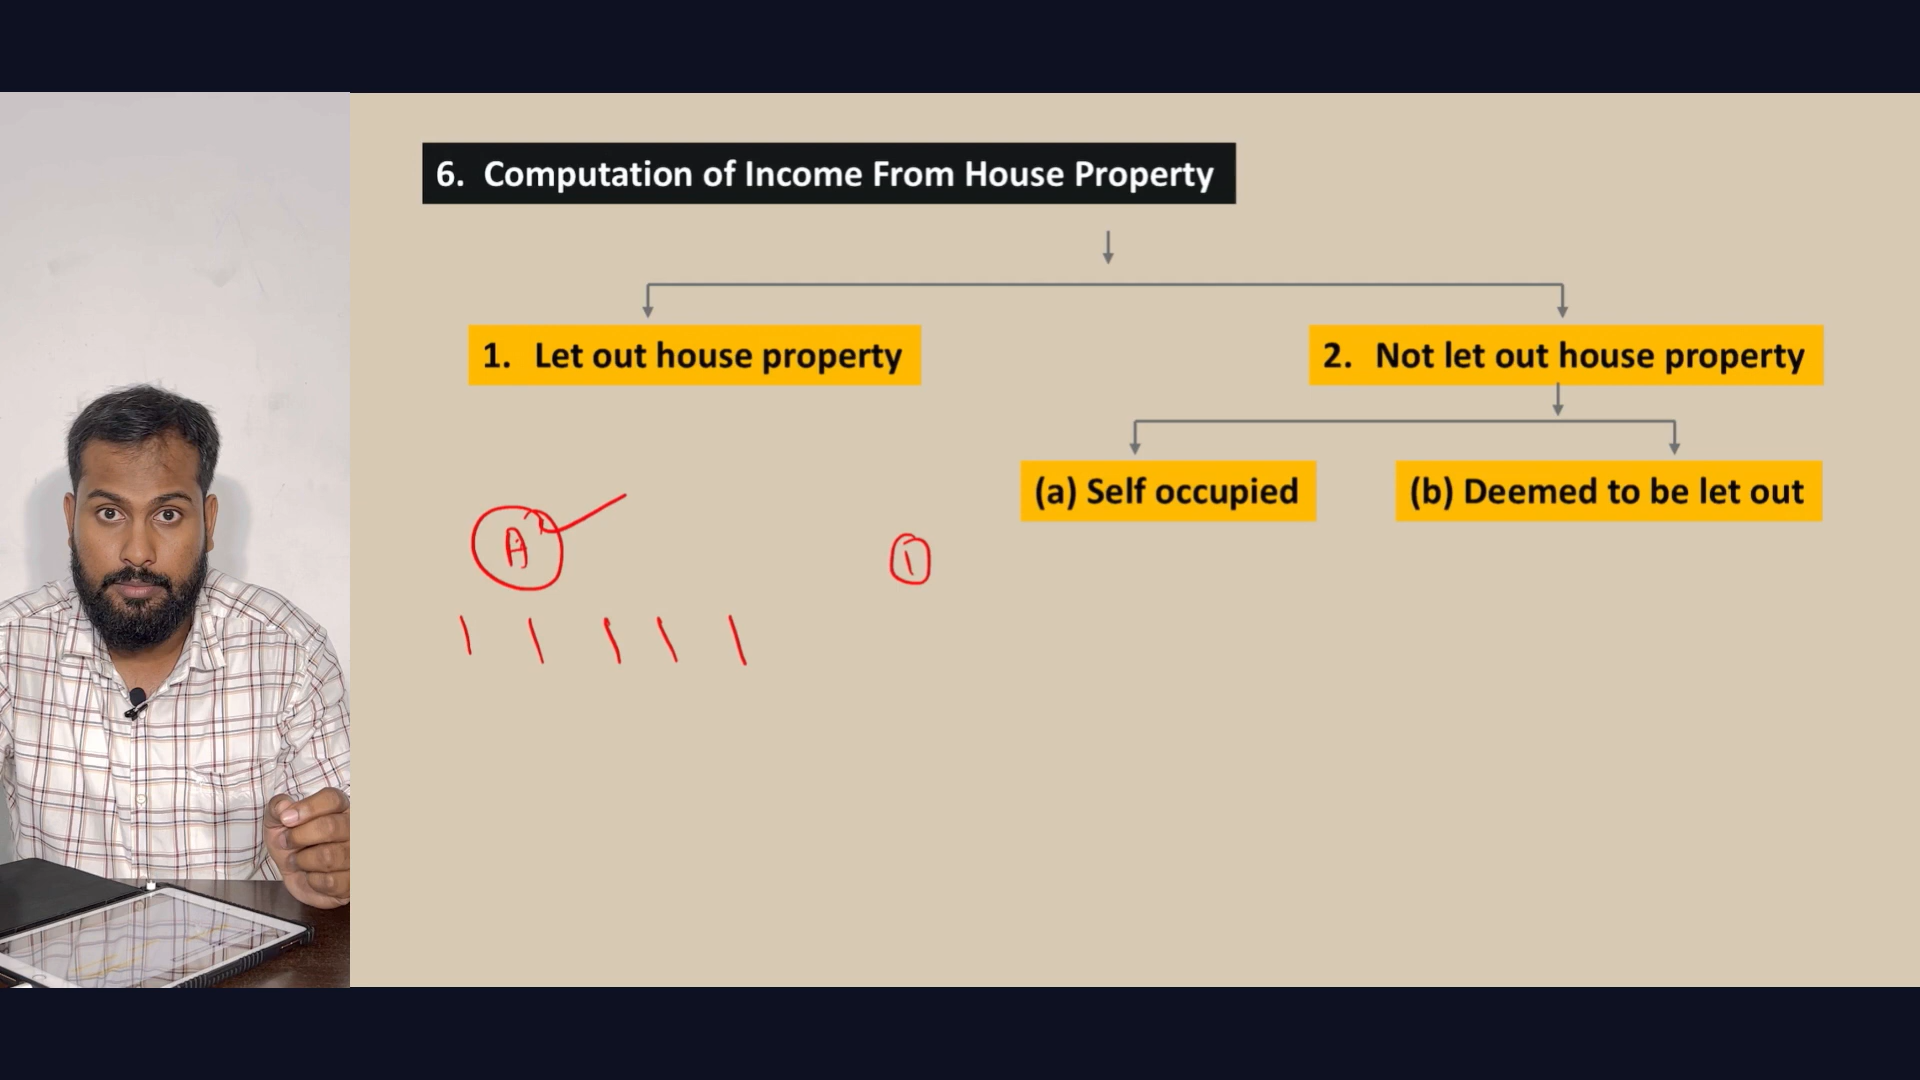 6. Computation of Income From House Property
1. Let out house property
2. Not let out house property
(a) Self occupied
(b) Deemed to be let out
A
1